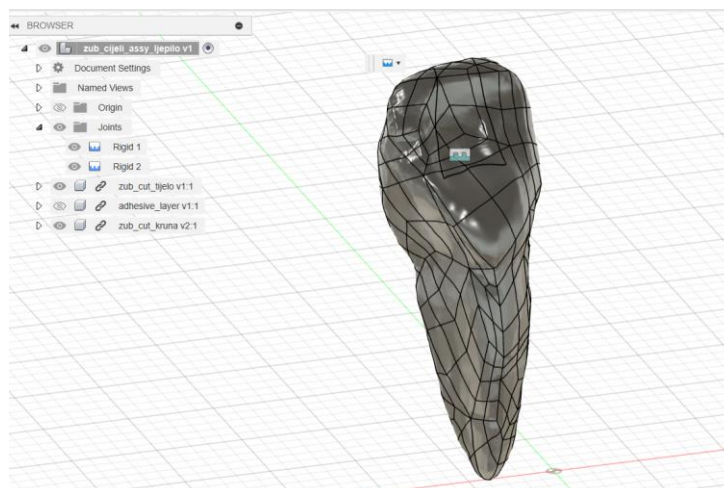 BROWSER
zub_cijeli_assy_ljepilo v1
Document Settings
Named Views
Origin
Joints
Rigid 1
Rigid 2
zub_cut_tijelo v1:1
adhesive_layer v1:1
zub_cut_kruna v2:1